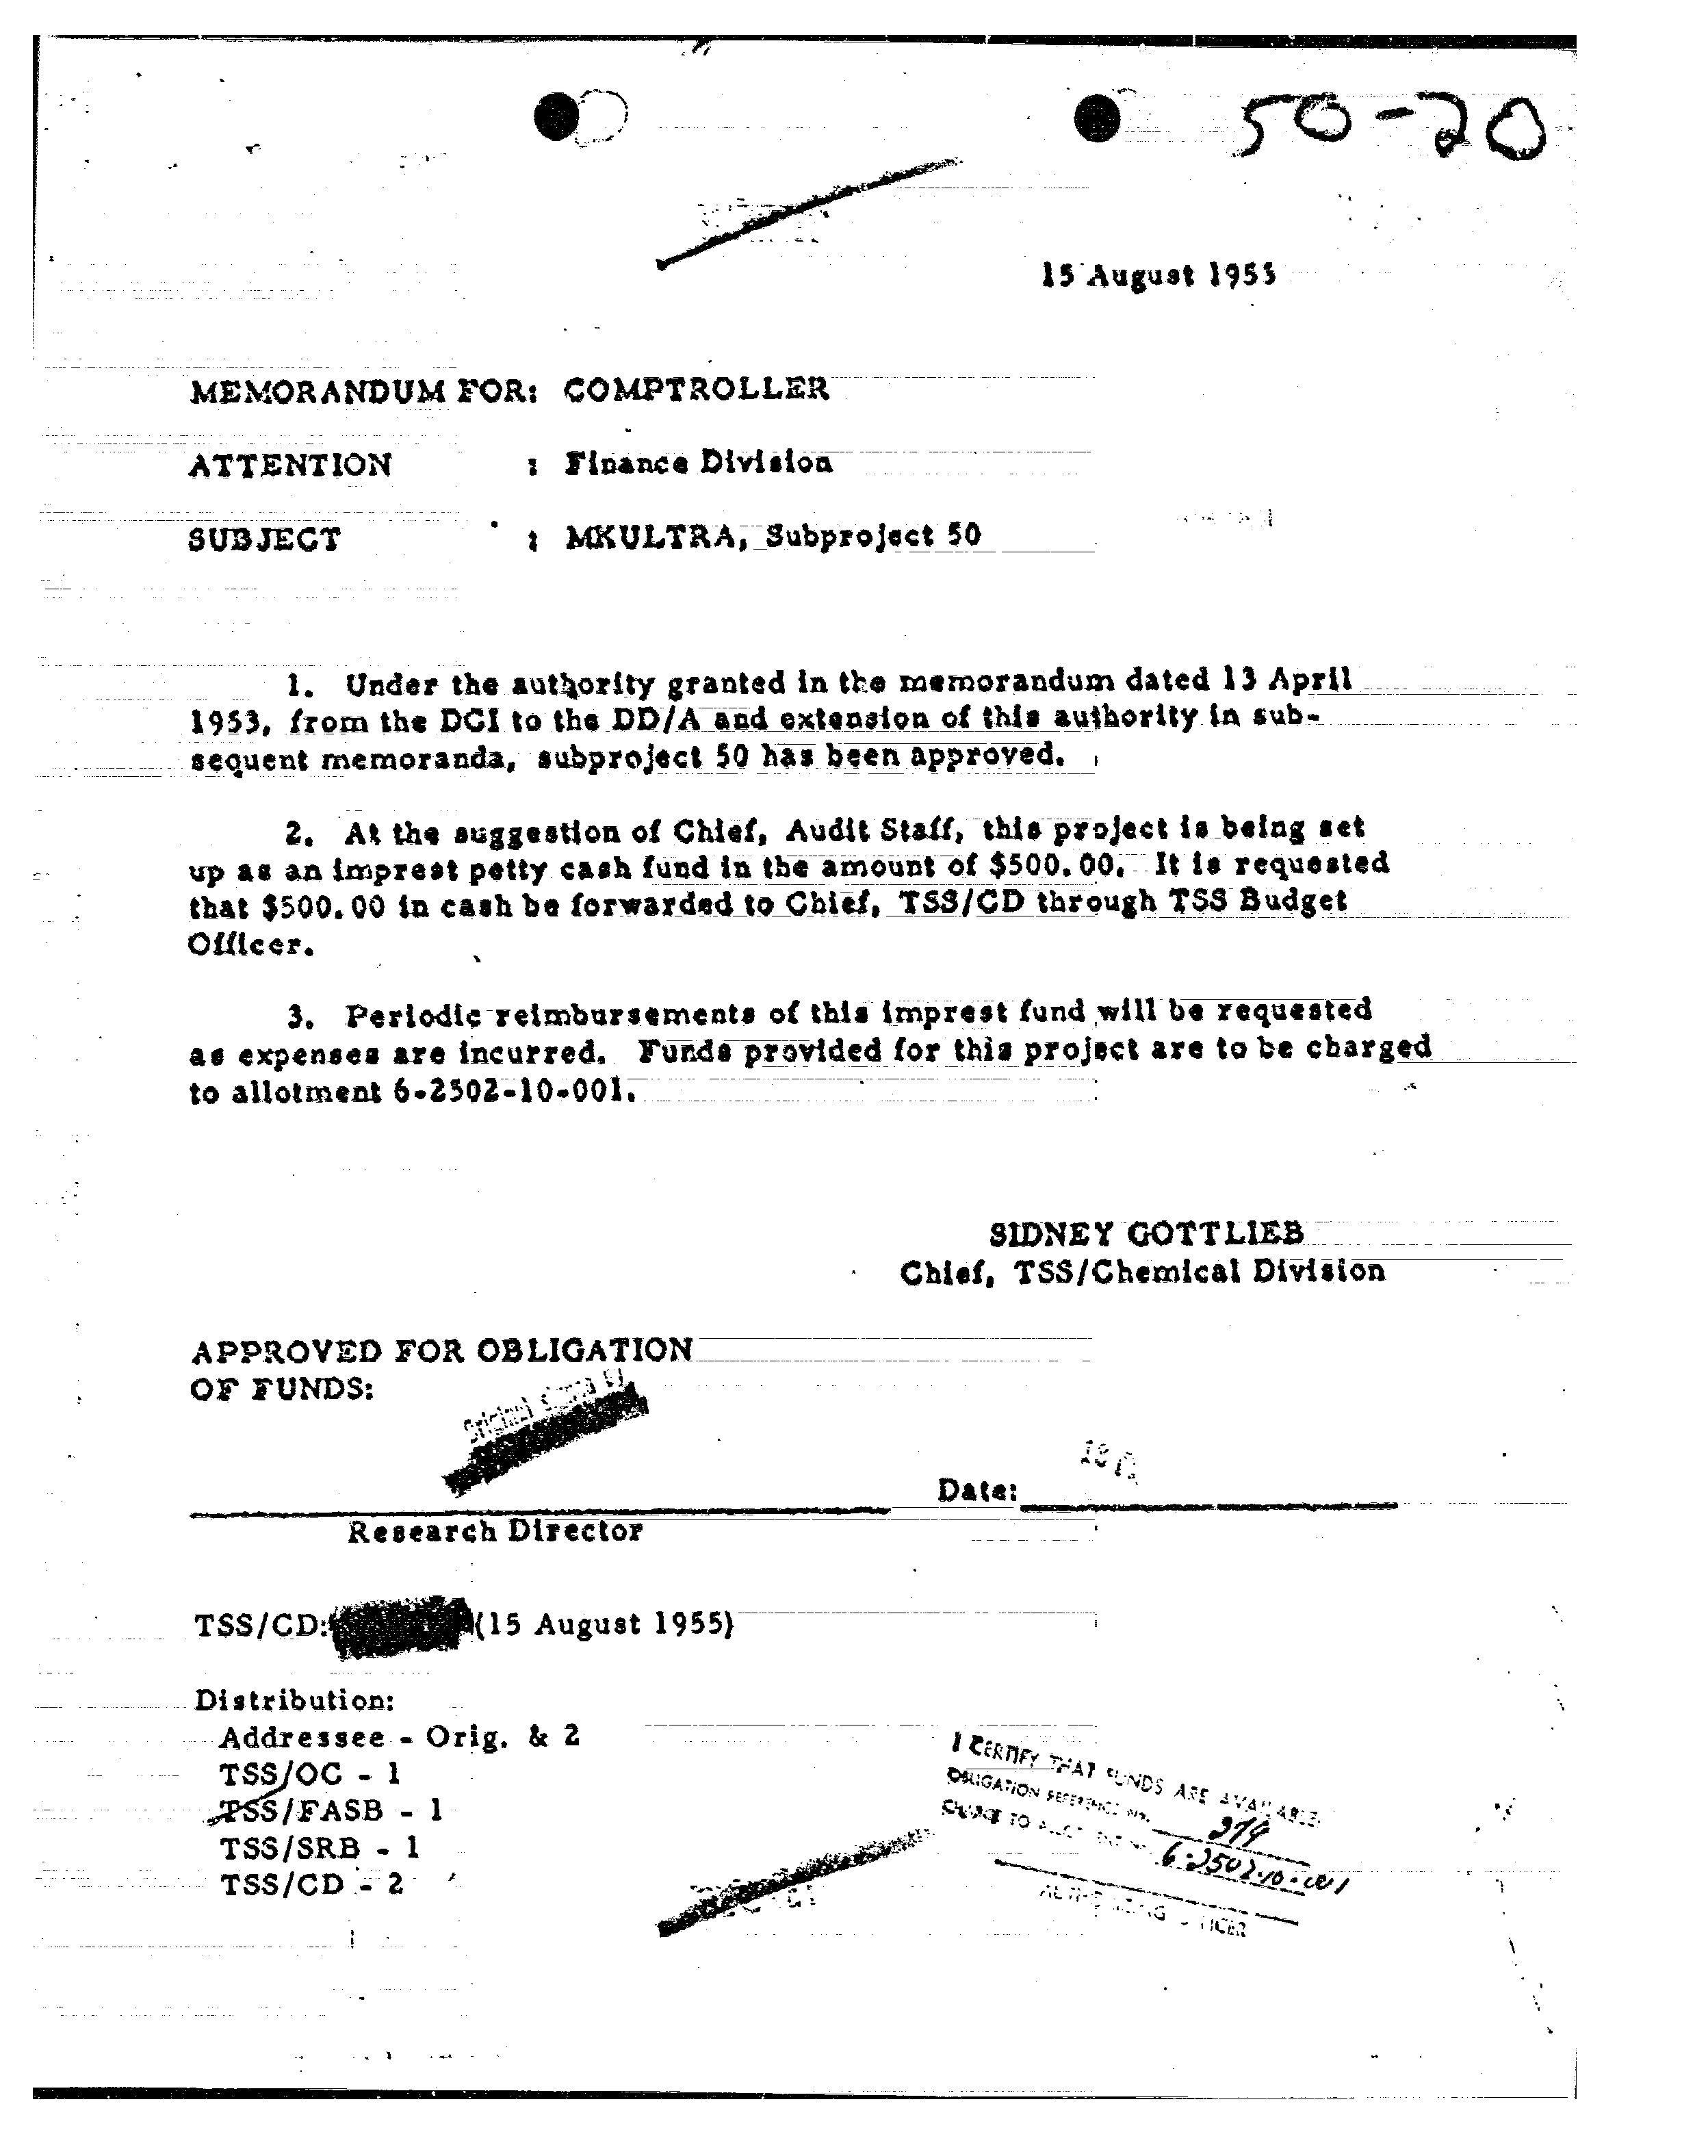 50-20
15 August 1955
MEMORANDUM FOR: COMPTROLLER
ATTENTION : Finance Division
SUBJECT : MKULTRA, Subproject 50
1. Under the authority granted in the memorandum dated 13 April
1953, from the DCI to the DD/A and extension of this authority in sub-
sequent memoranda, subproject 50 has been approved.
2. At the suggestion of Chief, Audit Staff, this project is being set
up as an imprest petty cash fund in the amount of $500.00. It is requested
that $500.00 in cash be forwarded to Chief, TSS/CD through TSS Budget
Officer.
3. Periodic reimbursements of this imprest fund will be requested
as expenses are incurred. Funds provided for this project are to be charged
to allotment 6-2502-10-001.
SIDNEY GOTTLIEB
Chief, TSS/Chemical Division
APPROVED FOR OBLIGATION
OF FUNDS:
Original signed by
Date:
Research Director
TSS/CD: (15 August 1955)
Distribution:
Addressee - Orig. & 2
TSS/OC - 1
TSS/FASB - 1
TSS/SRB - 1
TSS/CD - 2
I CERTIFY THAT FUNDS ARE AVAILABLE
OBLIGATION REFERENCE NO.
CHARGE TO ALLOTMENT NO. 6-2502-10-001
AUTHORIZING OFFICER